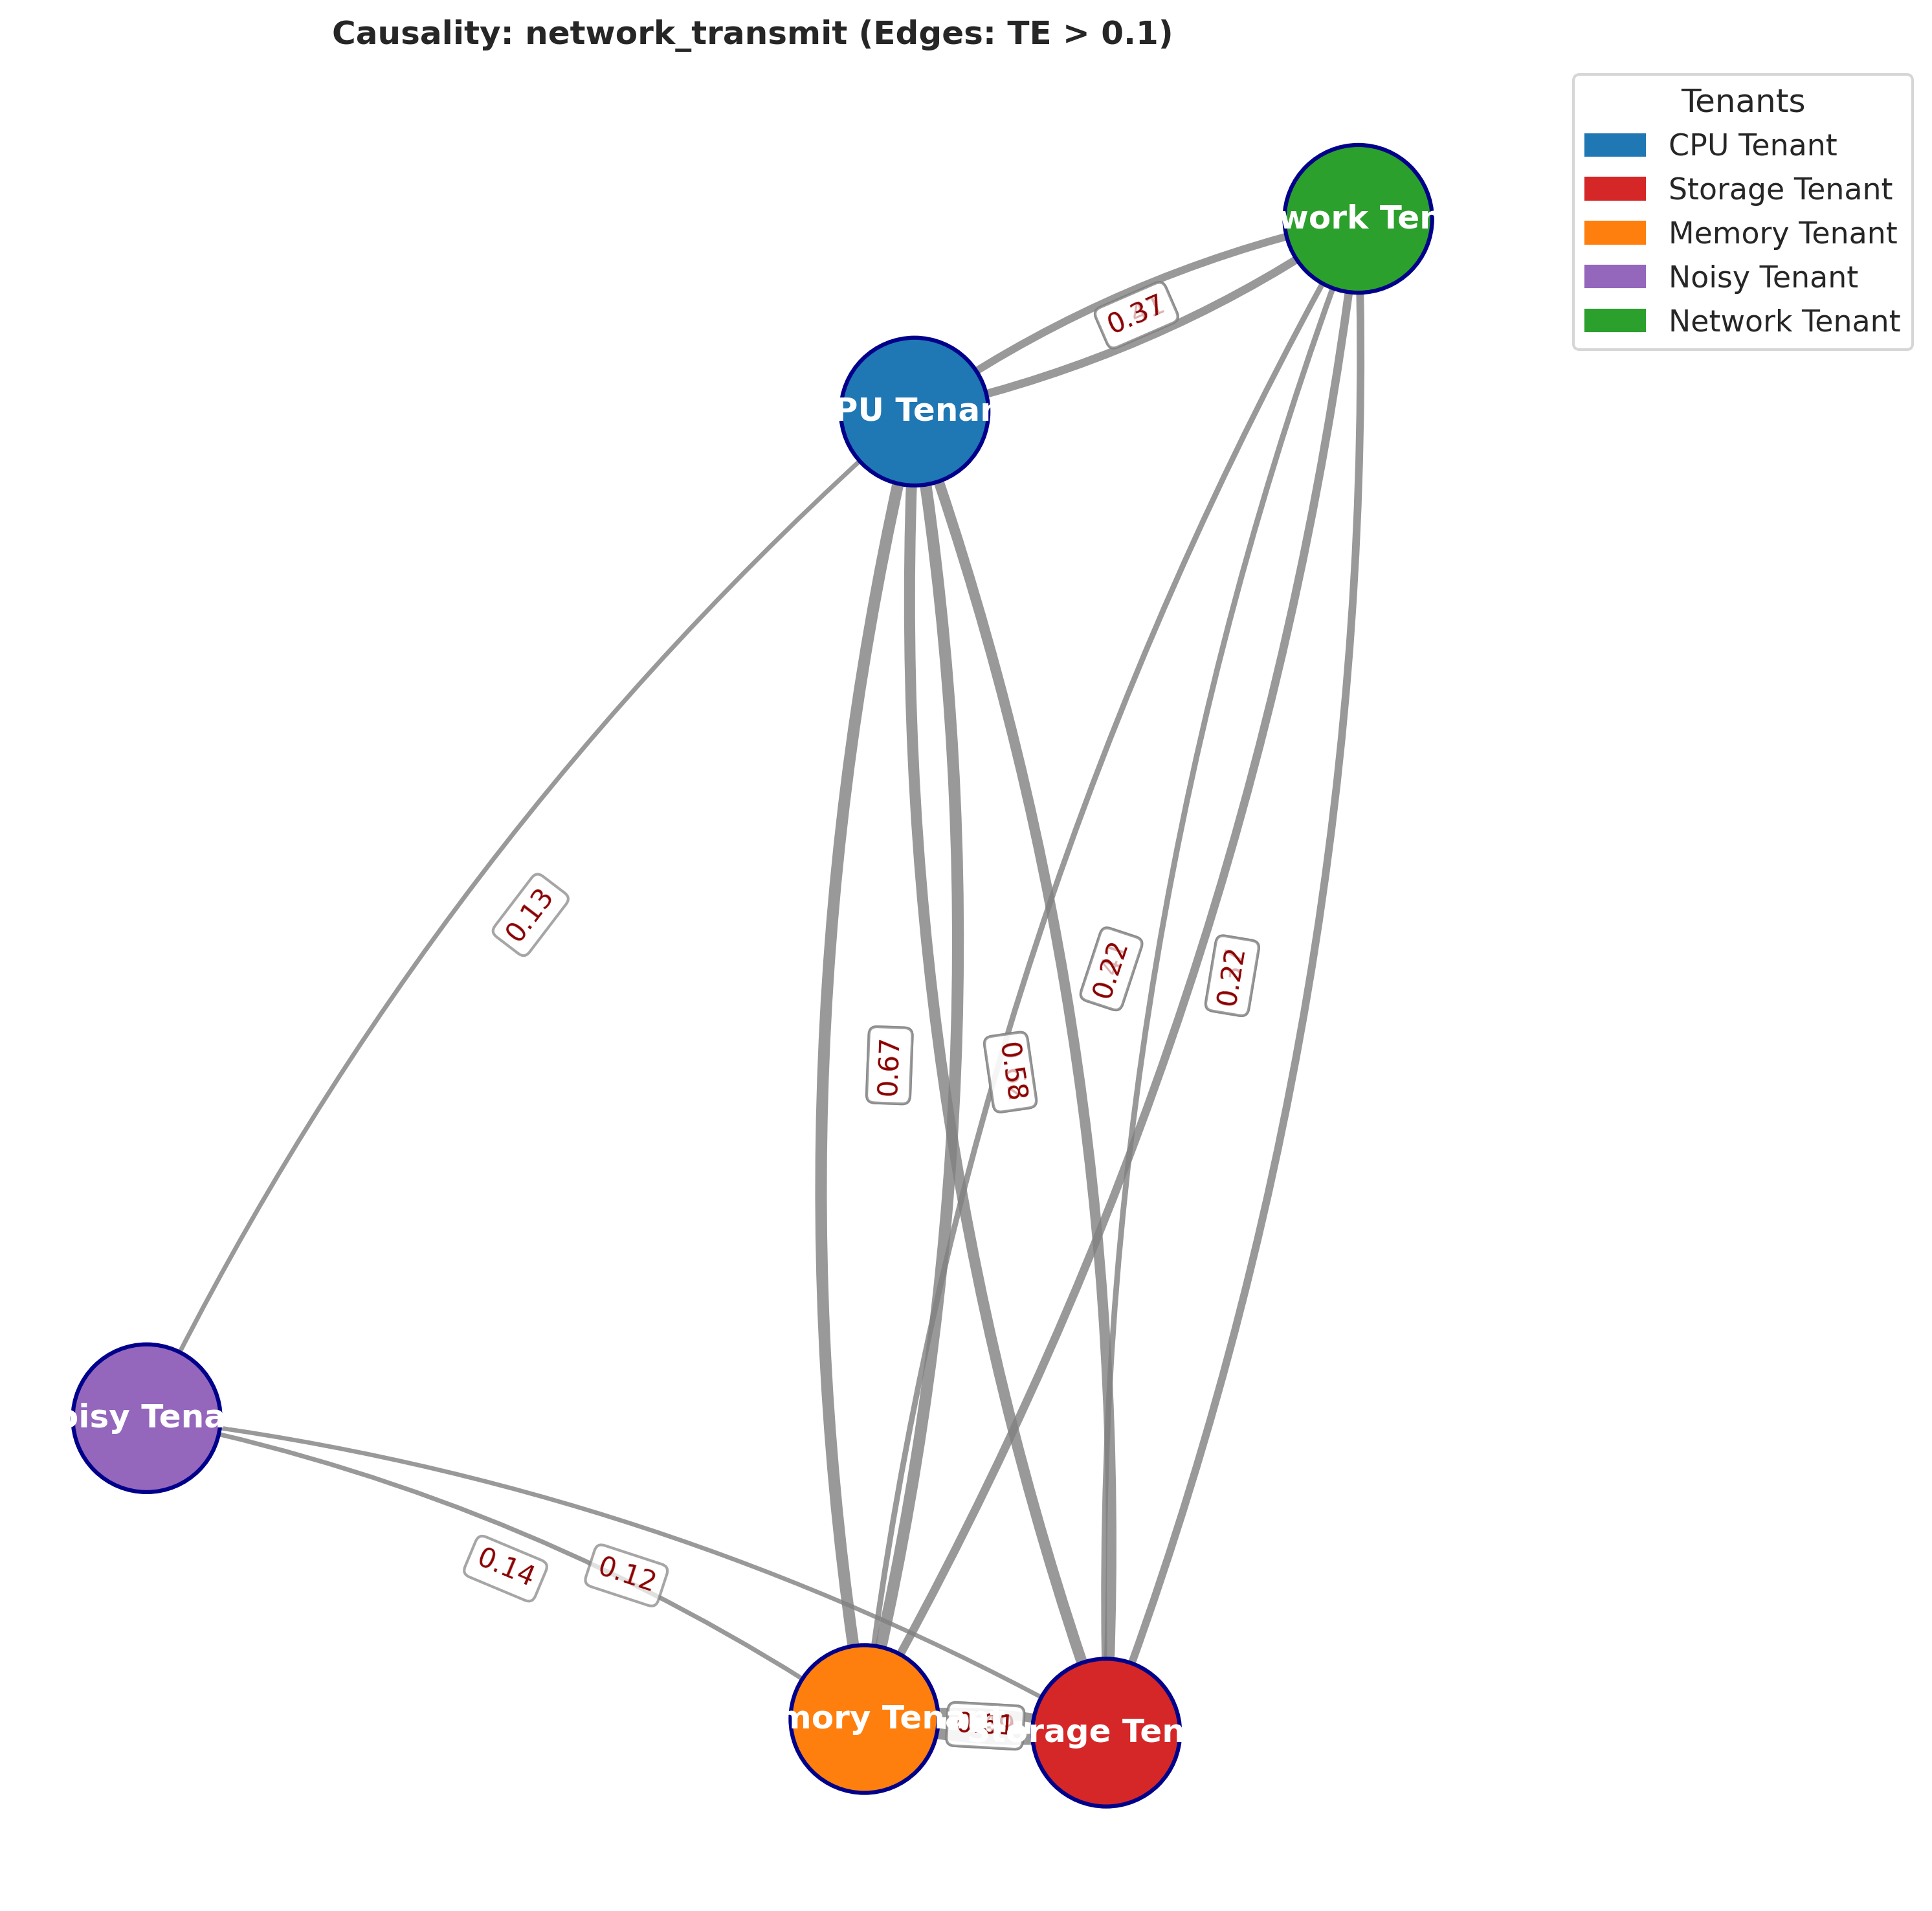 Causality: network_transmit (Edges: TE > 0.1)
Tenants
CPU Tenant
Storage Tenant
Memory Tenant
Noisy Tenant
Network Tenant
work Ten
0.37
PU Tenan
0.13
0.22
0.22
0.67
0.58
oisy Tena
0.14
0.12
mory Tena
rage Ten